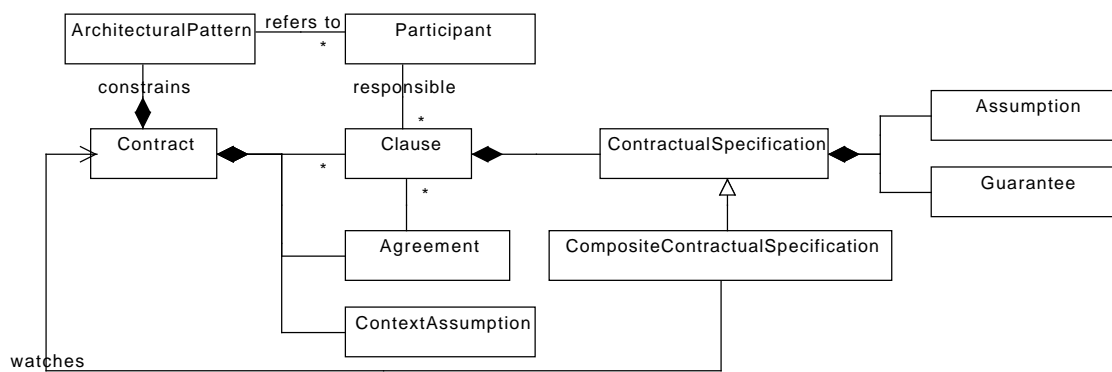 refers to
ArchitecturalPattern
Participant
*
constrains
responsible
Assumption
*
Contract
Clause
ContractualSpecification
*
Guarantee
*
Agreement
CompositeContractualSpecification
ContextAssumption
watches